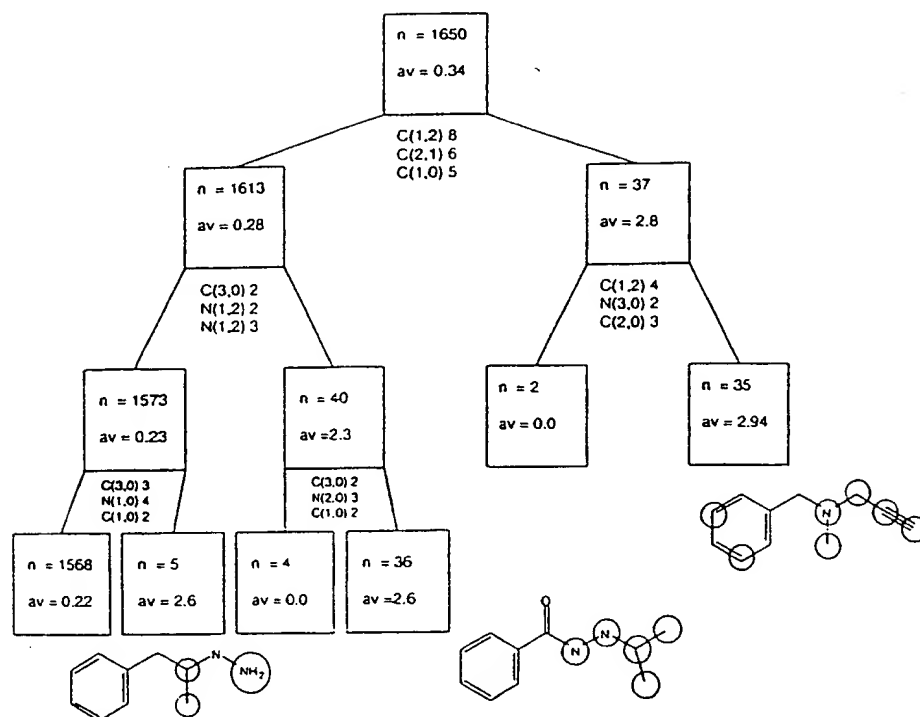 n = 1650
av = 0.34
C(1,2) 8
C(2,1) 6
C(1,0) 5
n = 1613
av = 0.28
n = 37
av = 2.8
C(3,0) 2
N(1,2) 2
N(1,2) 3
C(1,2) 4
N(3,0) 2
C(2,0) 3
n = 1573
av = 0.23
n = 40
av =2.3
n = 2
av = 0.0
n = 35
av = 2.94
C(3,0) 3
N(1,0) 4
C(1,0) 2
C(3,0) 2
N(2,0) 3
C(1,0) 2
n = 1568
av = 0.22
n = 5
av = 2.6
n = 4
av = 0.0
n = 36
av =2.6
N
O
N
N
N
NH2